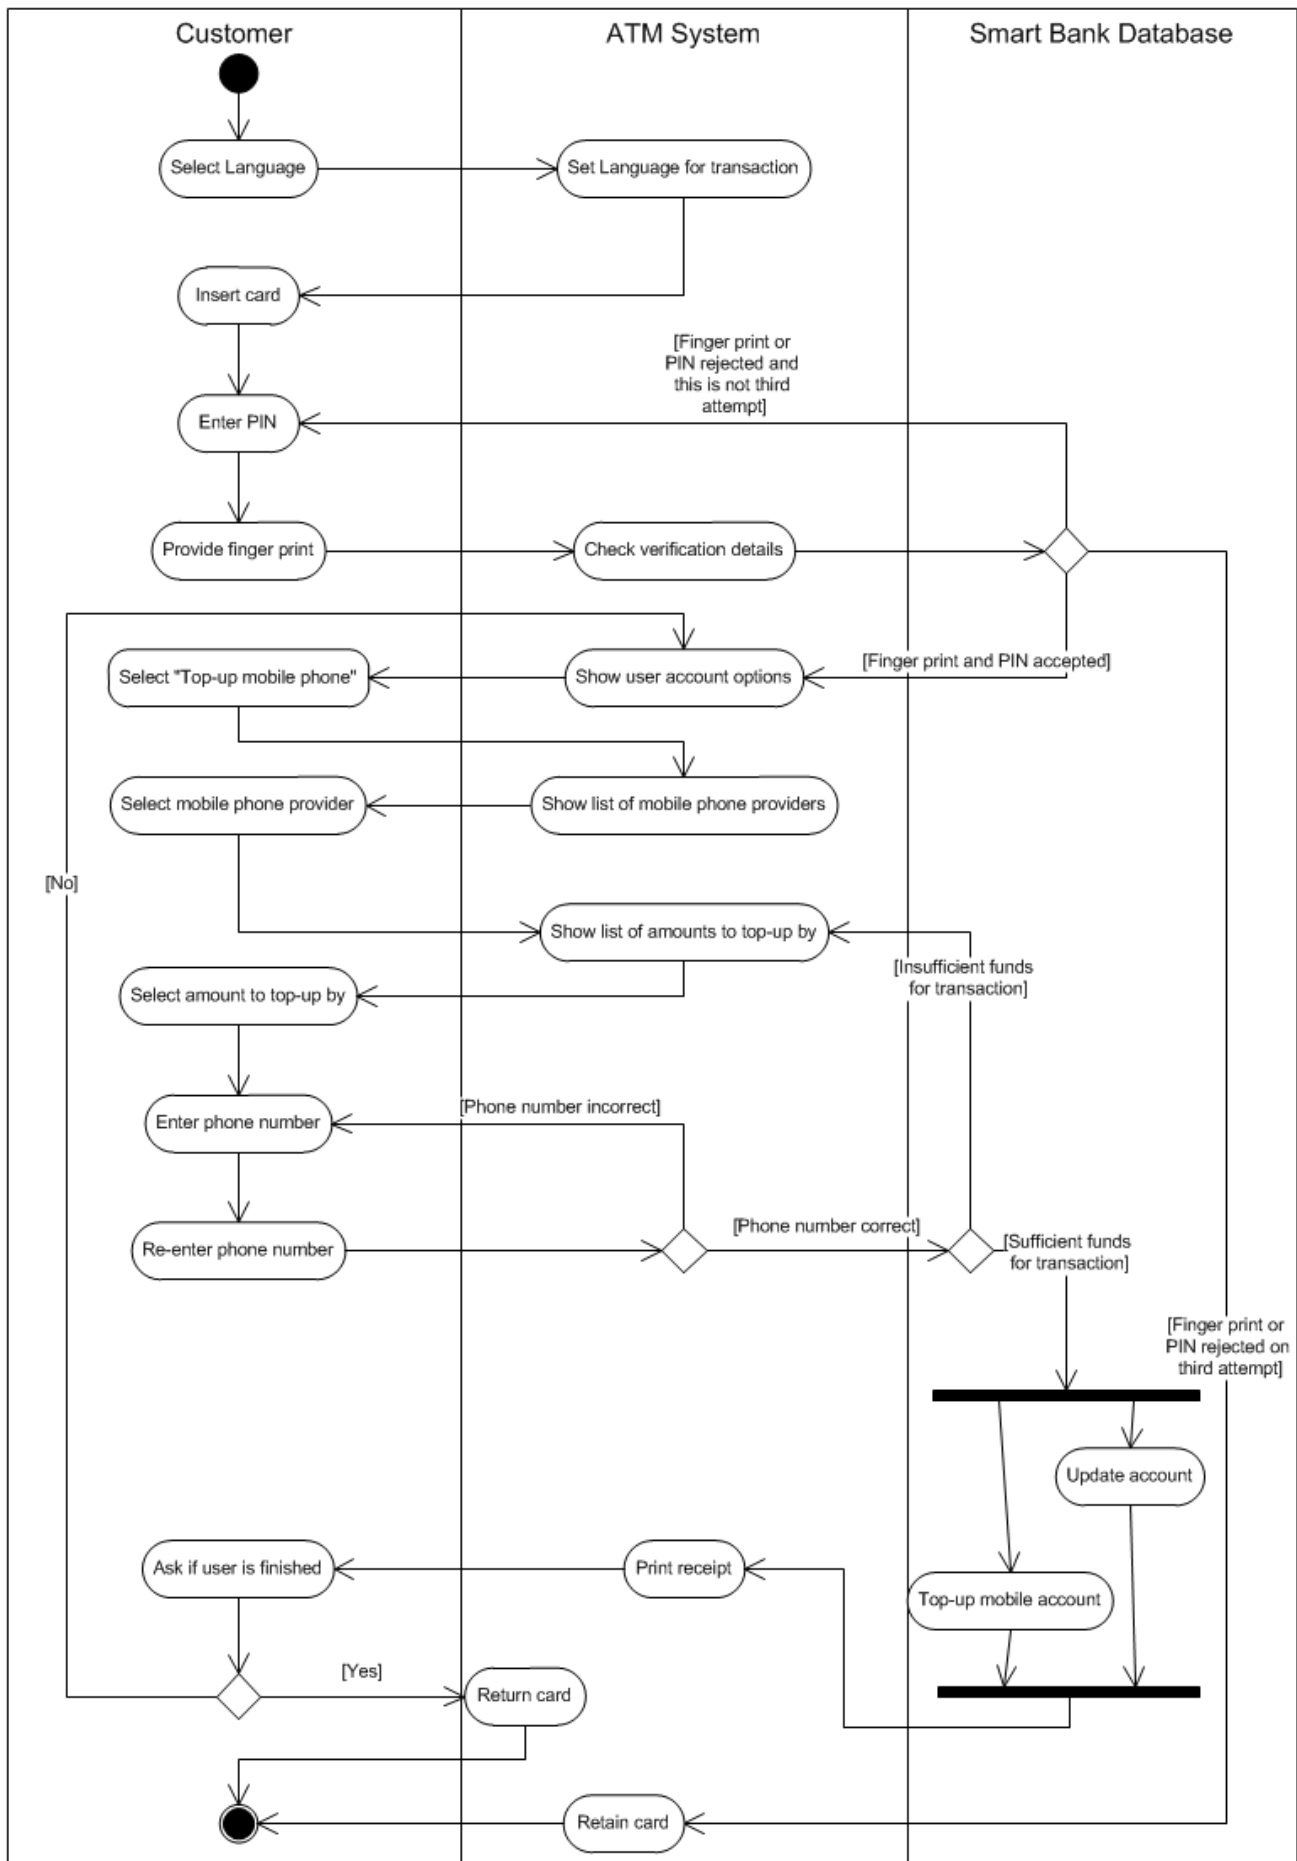 Customer
ATM System
Smart Bank Database
Select Language
Set Language for transaction
Insert card
[Finger print or
PIN rejected and
this is not third
attempt]
Enter PIN
Provide finger print
Check verification details
Select "Top-up mobile phone"
Show user account options
[Finger print and PIN accepted]
Select mobile phone provider
Show list of mobile phone providers
[No]
Show list of amounts to top-up by
[Insufficient funds
for transaction]
Select amount to top-up by
Enter phone number
[Phone number incorrect]
Re-enter phone number
[Phone number correct]
[Sufficient funds
for transaction]
[Finger print or
PIN rejected on
third attempt]
Update account
Ask if user is finished
Print receipt
Top-up mobile account
[Yes]
Return card
Retain card